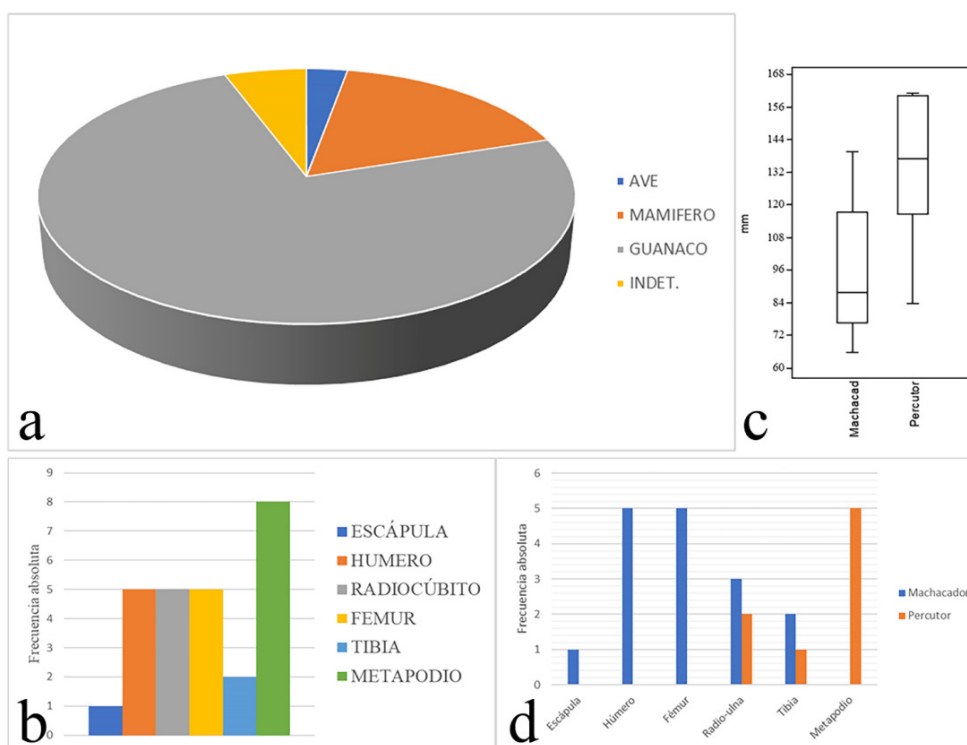 AVE
MAMIFERO
GUANACO
INDET.
a
168
156
144
132
120
108
96
84
72
60
mm
Machacad
Percutor
c
9
8
7
6
5
4
3
2
1
0
Frecuencia absoluta
ESCÁPULA
HUMERO
RADIOCÚBITO
FEMUR
TIBIA
METAPODIO
b
6
5
4
3
2
1
0
Frecuencia absoluta
Escápula
Húmero
Fémur
Radio-ulna
Tibia
Metapodio
Machacador
Percutor
d